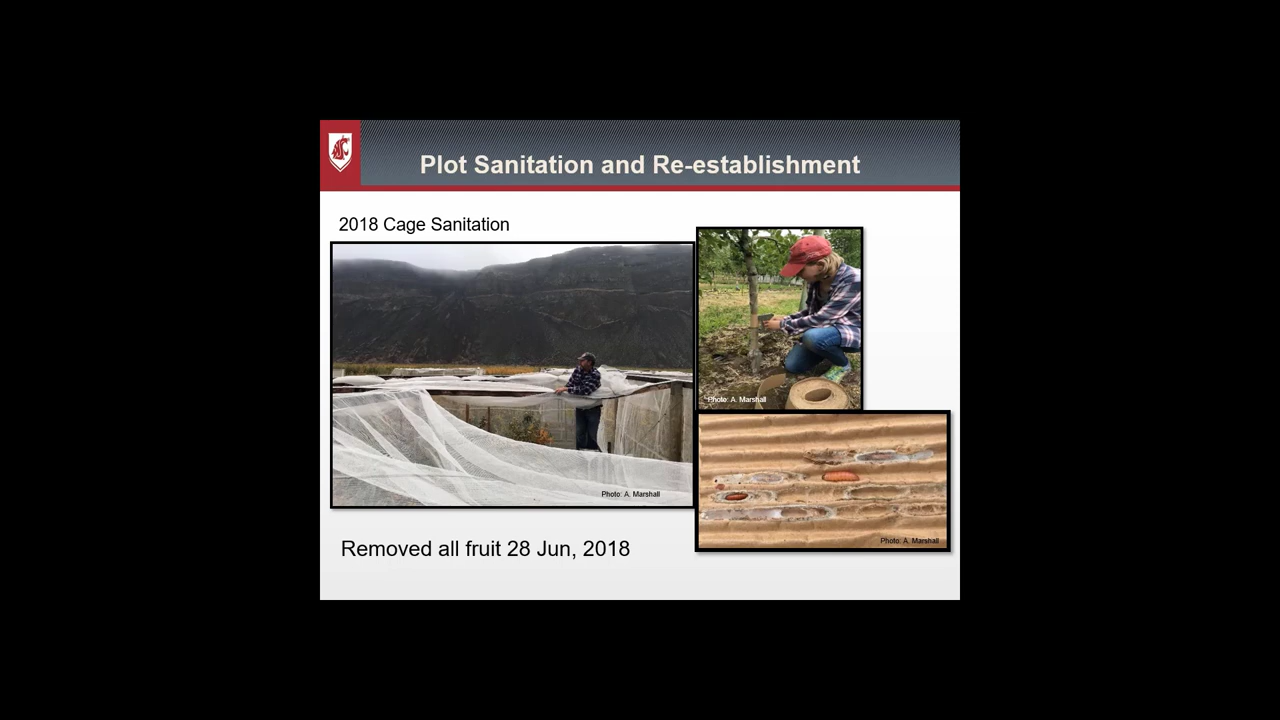 Plot Sanitation and Re-establishment
2018 Cage Sanitation
Photo: A. Marshall
Photo: A. Marshall
Photo: A. Marshall
Removed all fruit 28 Jun, 2018